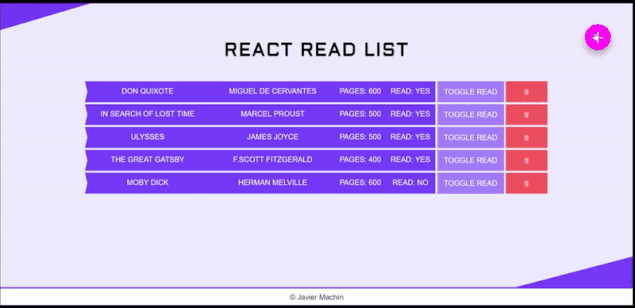 REACT READ LIST
DON QUIXOTE MIGUEL DE CERVANTES PAGES: 600 READ: YES TOGGLE READ
IN SEARCH OF LOST TIME MARCEL PROUST PAGES: 500 READ: YES TOGGLE READ
ULYSSES JAMES JOYCE PAGES: 500 READ: YES TOGGLE READ
THE GREAT GATSBY F.SCOTT FITZGERALD PAGES: 400 READ: YES TOGGLE READ
MOBY DICK HERMAN MELVILLE PAGES: 600 READ: NO TOGGLE READ
© Javier Machin